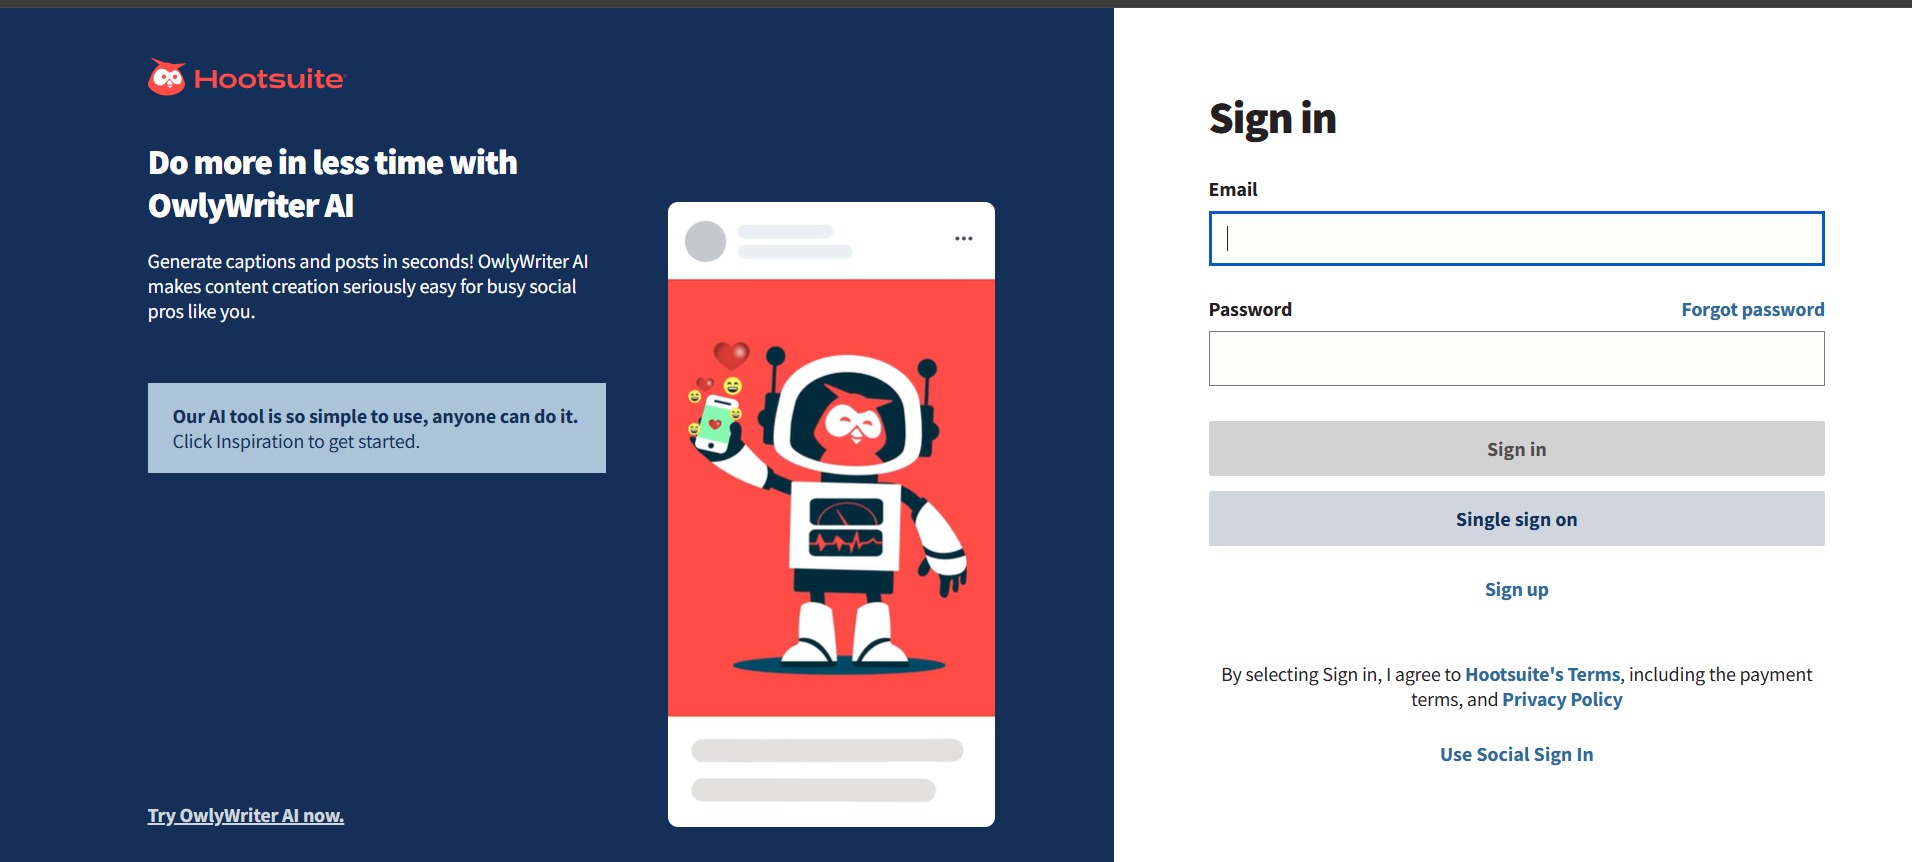 Hootsuite
Do more in less time with
OwlyWriter AI
Generate captions and posts in seconds! OwlyWriter AI
makes content creation seriously easy for busy social
pros like you.
Our AI tool is so simple to use, anyone can do it.
Click Inspiration to get started.
Try OwlyWriter AI now.
Sign in
Email
Password
Forgot password
Sign in
Single sign on
Sign up
By selecting Sign in, I agree to Hootsuite's Terms, including the payment
terms, and Privacy Policy
Use Social Sign In